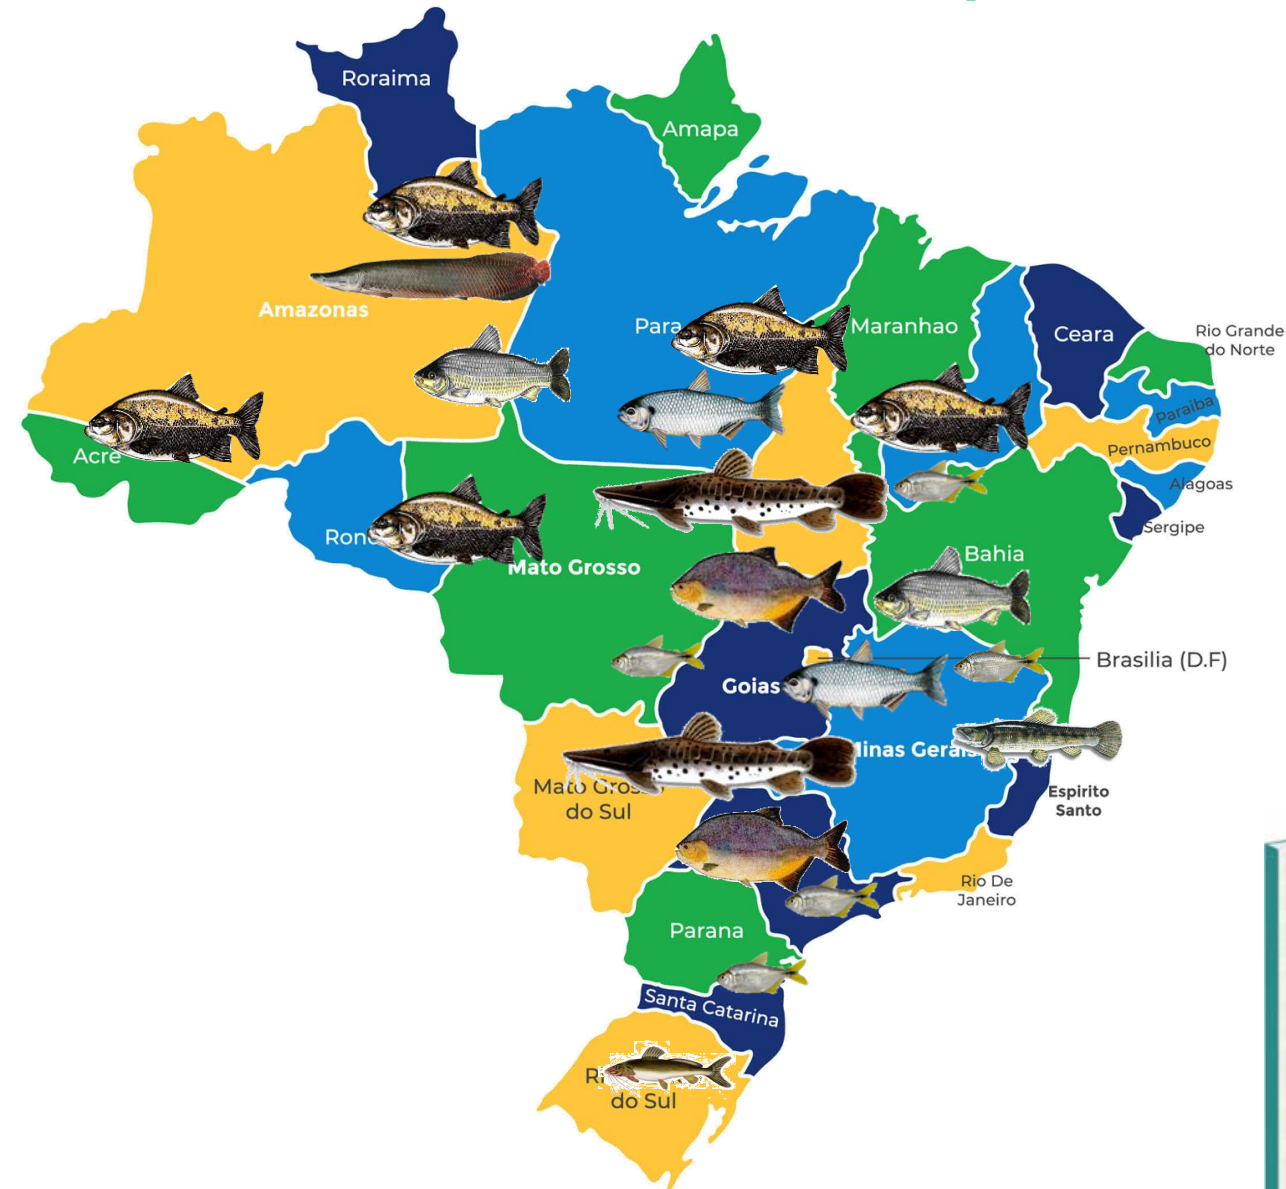 Roraima
Amapa
Amazonas
Para
Maranhao
Ceara
Rio Grande
do Norte
Paraiba
Pernambuco
Alagoas
Sergipe
Acre
Mato Grosso
Bahia
Brasilia (D.F)
Goias
Mato
do Sul
Espirito
Santo
Rio De
Janeiro
Parana
Santa Catarina
do Sul